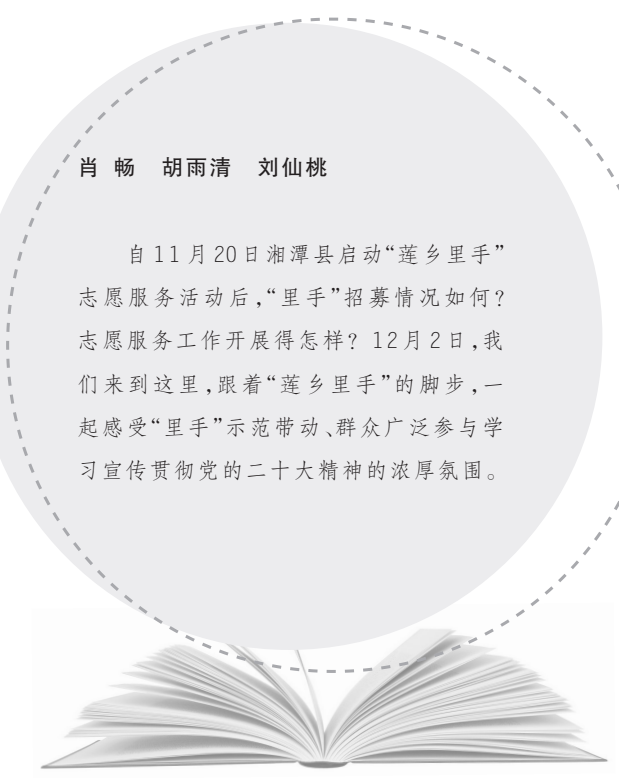 肖 畅 胡雨清 刘仙桃
自11月20日湘潭县启动“莲乡里手”
志愿服务活动后，“里手”招募情况如何？
志愿服务工作开展得怎样？12月2日，我
们来到这里，跟着“莲乡里手”的脚步，一
起感受“里手”示范带动、群众广泛参与学
习宣传贯彻党的二十大精神的浓厚氛围。